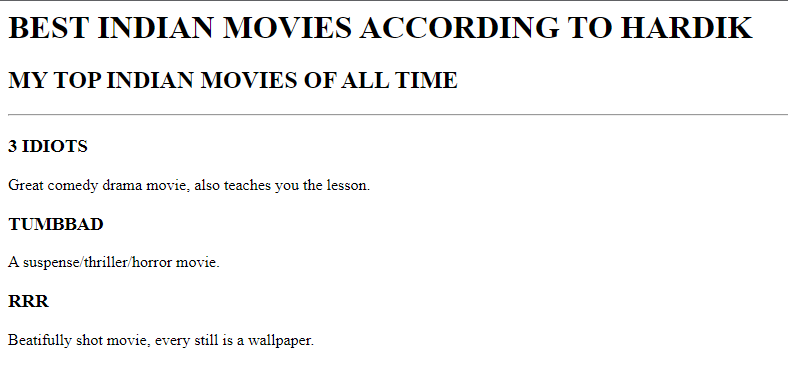 BEST INDIAN MOVIES ACCORDING TO HARDIK
MY TOP INDIAN MOVIES OF ALL TIME
3 IDIOTS
Great comedy drama movie, also teaches you the lesson.
TUMBBAD
A suspense/thriller/horror movie.
RRR
Beatifully shot movie, every still is a wallpaper.